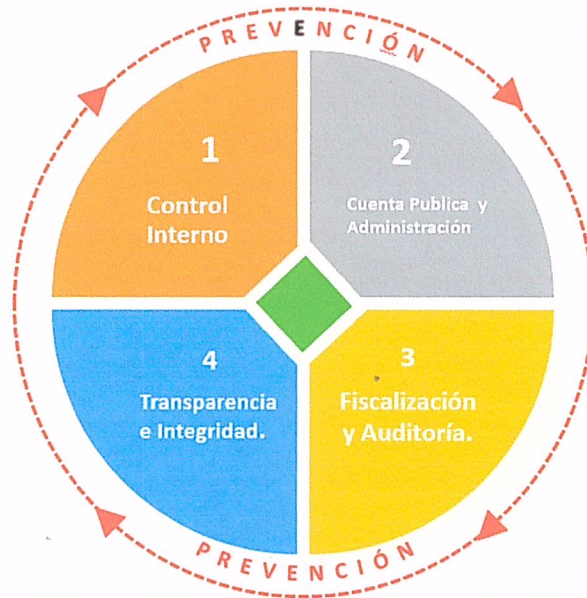 PREVENCIÓN
1
Control
Interno
2
Cuenta Publica y
Administración
4
Transparencia
e Integridad.
3
Fiscalización
y Auditoría.
PREVENCIÓN